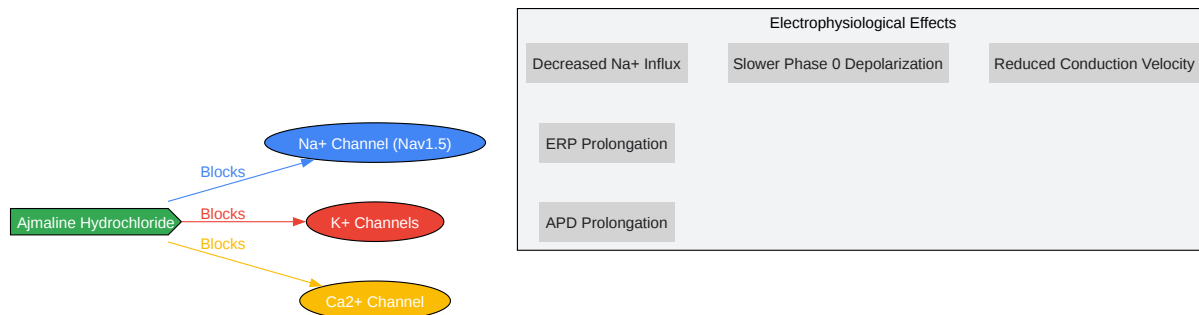 Electrophysiological Effects
Decreased Na+ Influx
Slower Phase 0 Depolarization
Reduced Conduction Velocity
Na+ Channel (Nav1.5)
ERP Prolongation
Blocks
Ajmaline Hydrochloride
Blocks
K+ Channels
APD Prolongation
Blocks
Ca2+ Channel